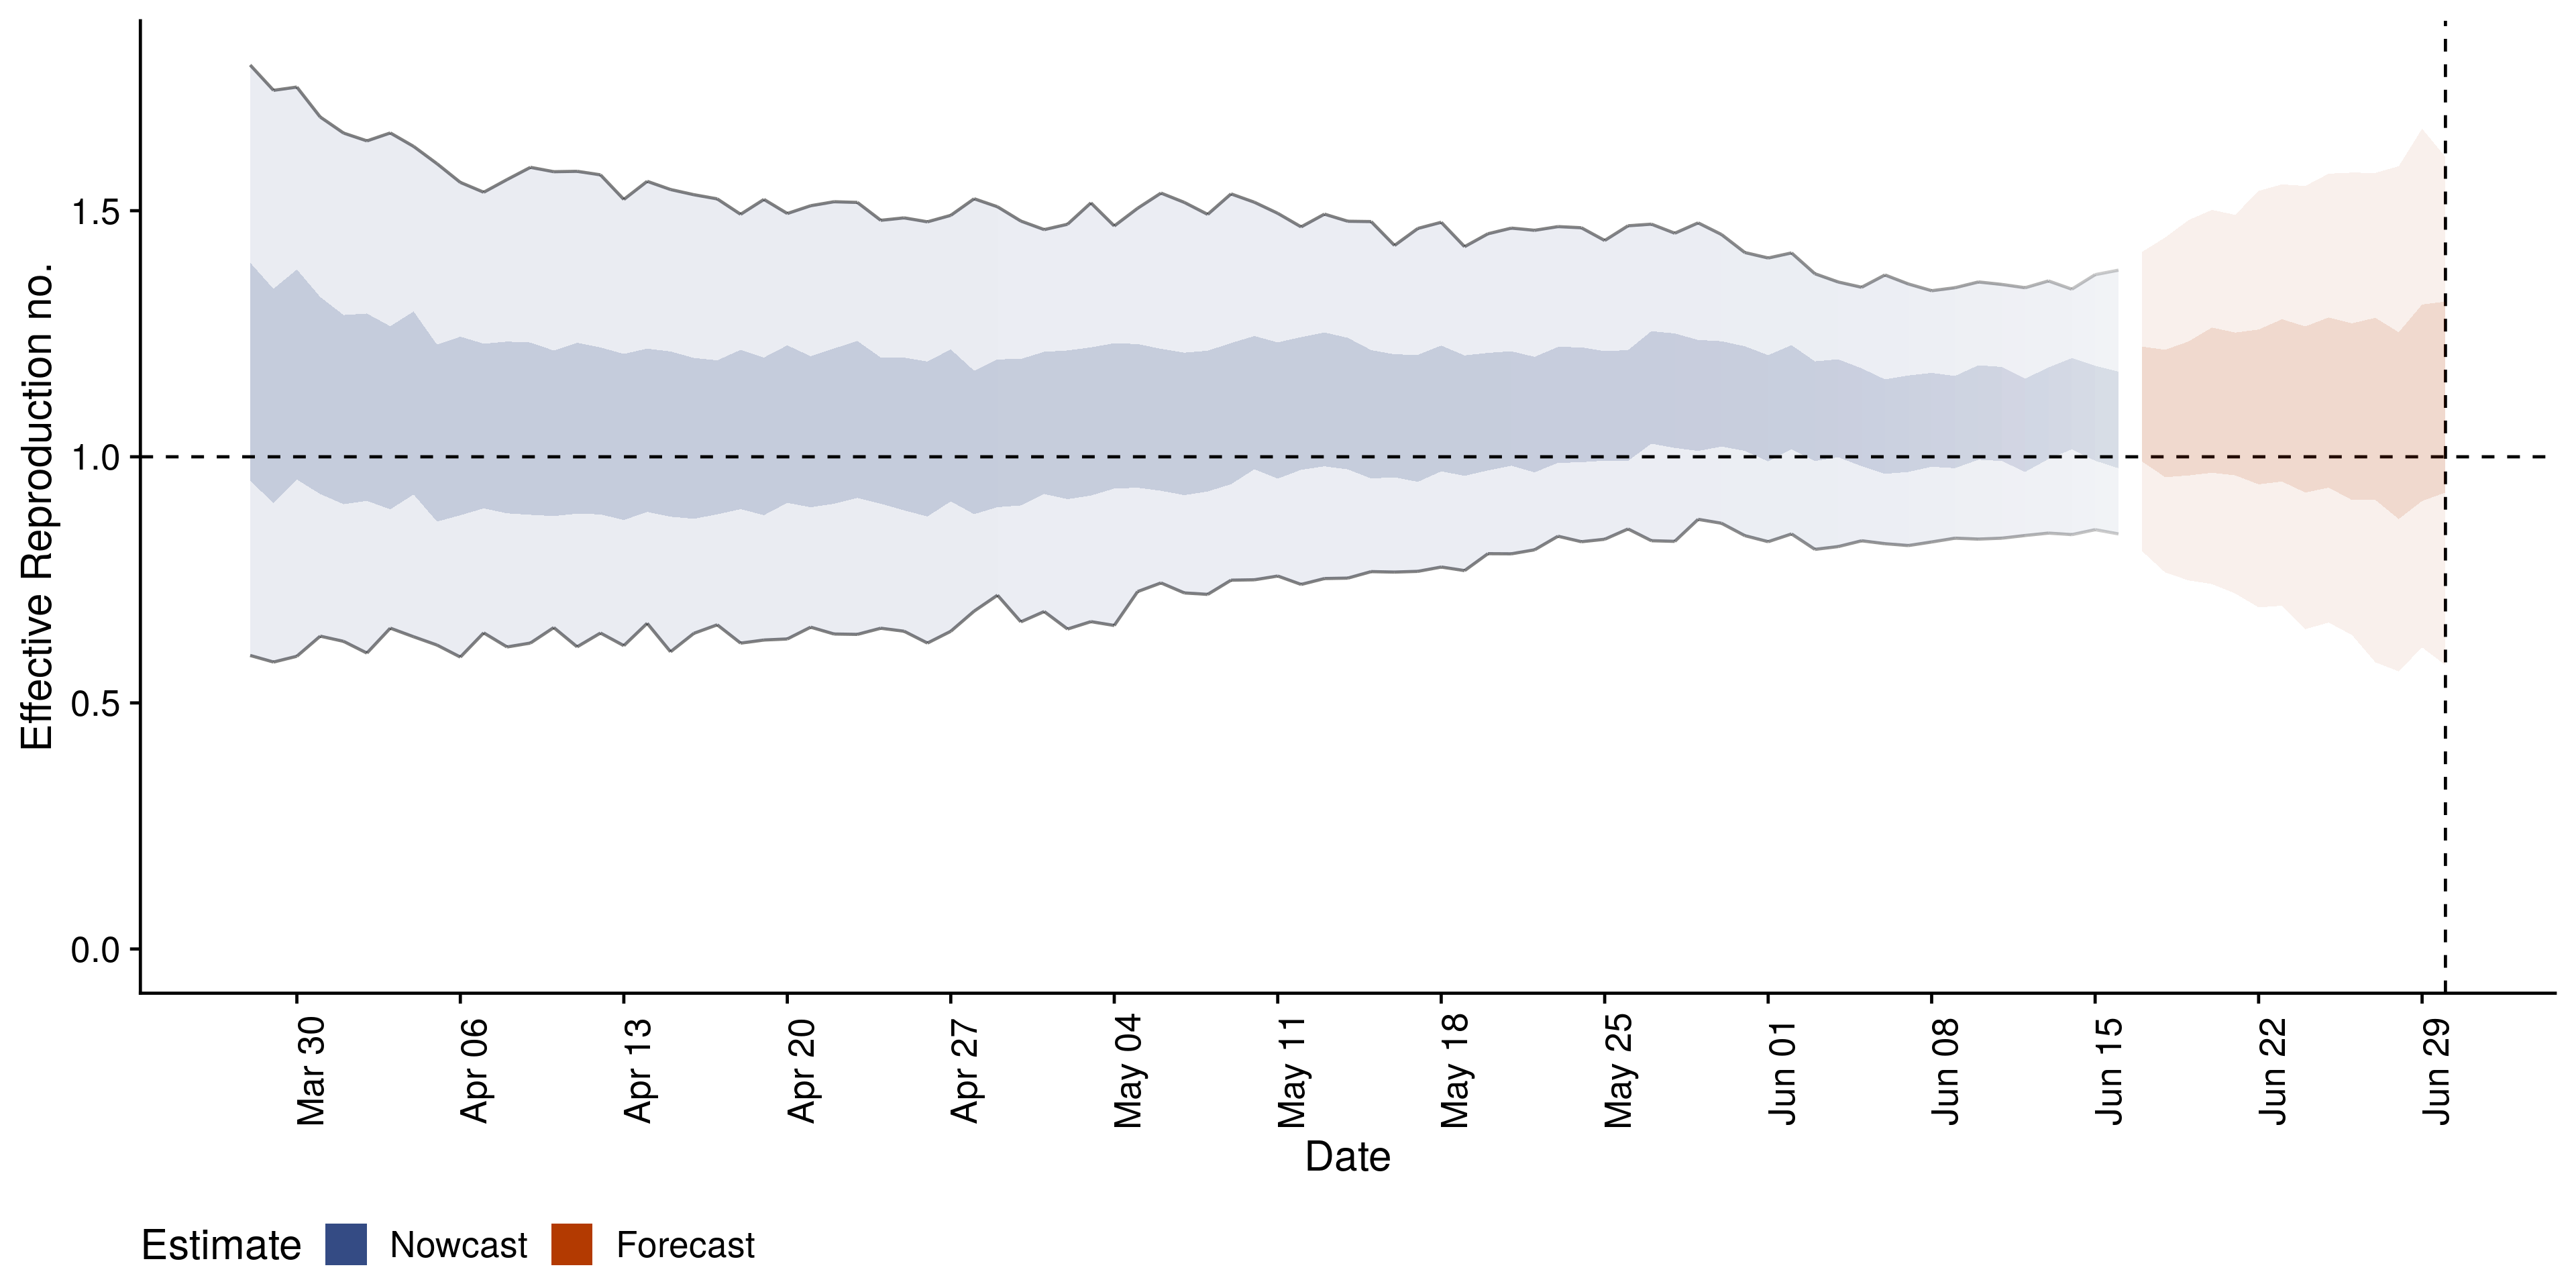 Effective Reproduction no.
1.5
1.0
0.5
0.0
Mar 30
Apr 06
Apr 13
Apr 20
Apr 27
May 04
May 11
May 18
May 25
Jun 01
Jun 08
Jun 15
Jun 22
Jun 29
Date
Estimate Nowcast Forecast